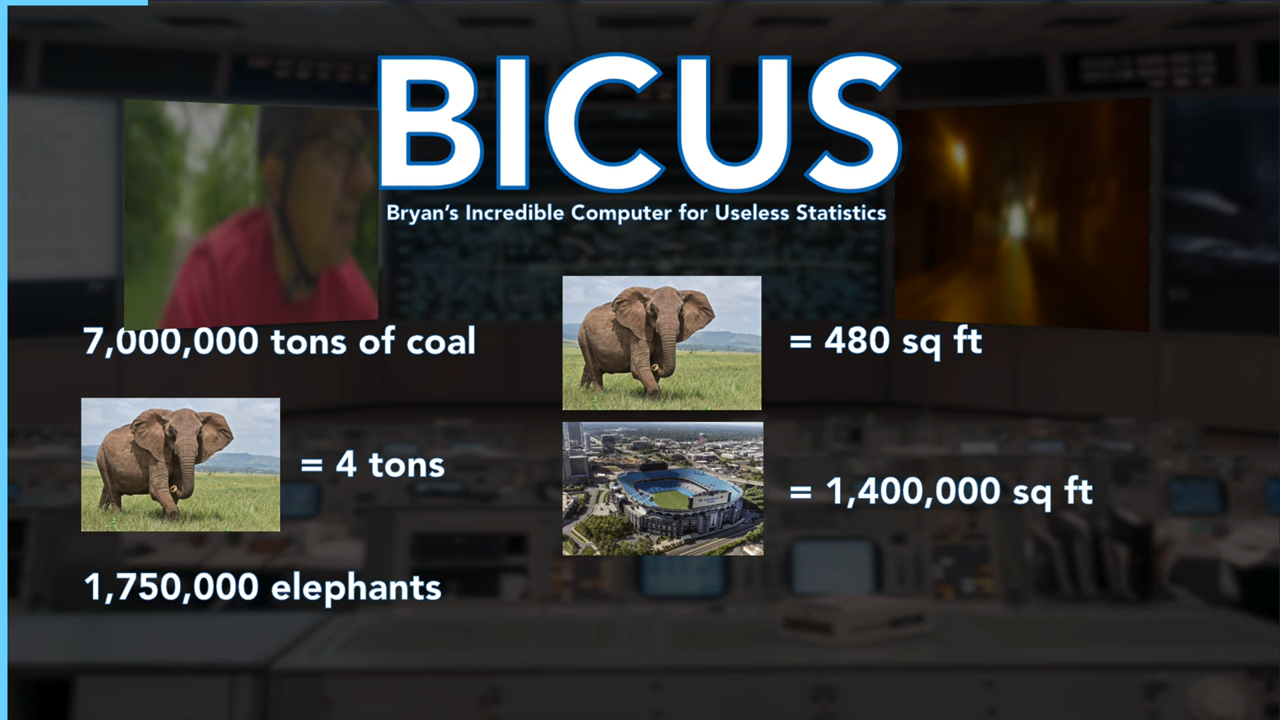 BICUS
Bryan's Incredible Computer for Useless Statistics
7,000,000 tons of coal
= 4 tons
1,750,000 elephants
= 480 sq ft
= 1,400,000 sq ft